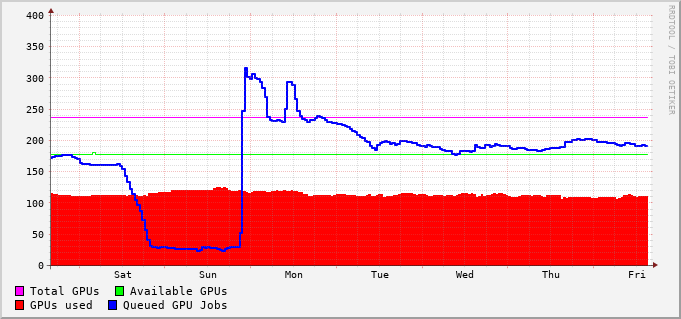 400
350
300
250
200
150
100
50
0
Sat Sun Mon Tue Wed Thu Fri
Total GPUs Available GPUs
GPUs used Queued GPU Jobs
RRDTOOL / TOBI OETIKER